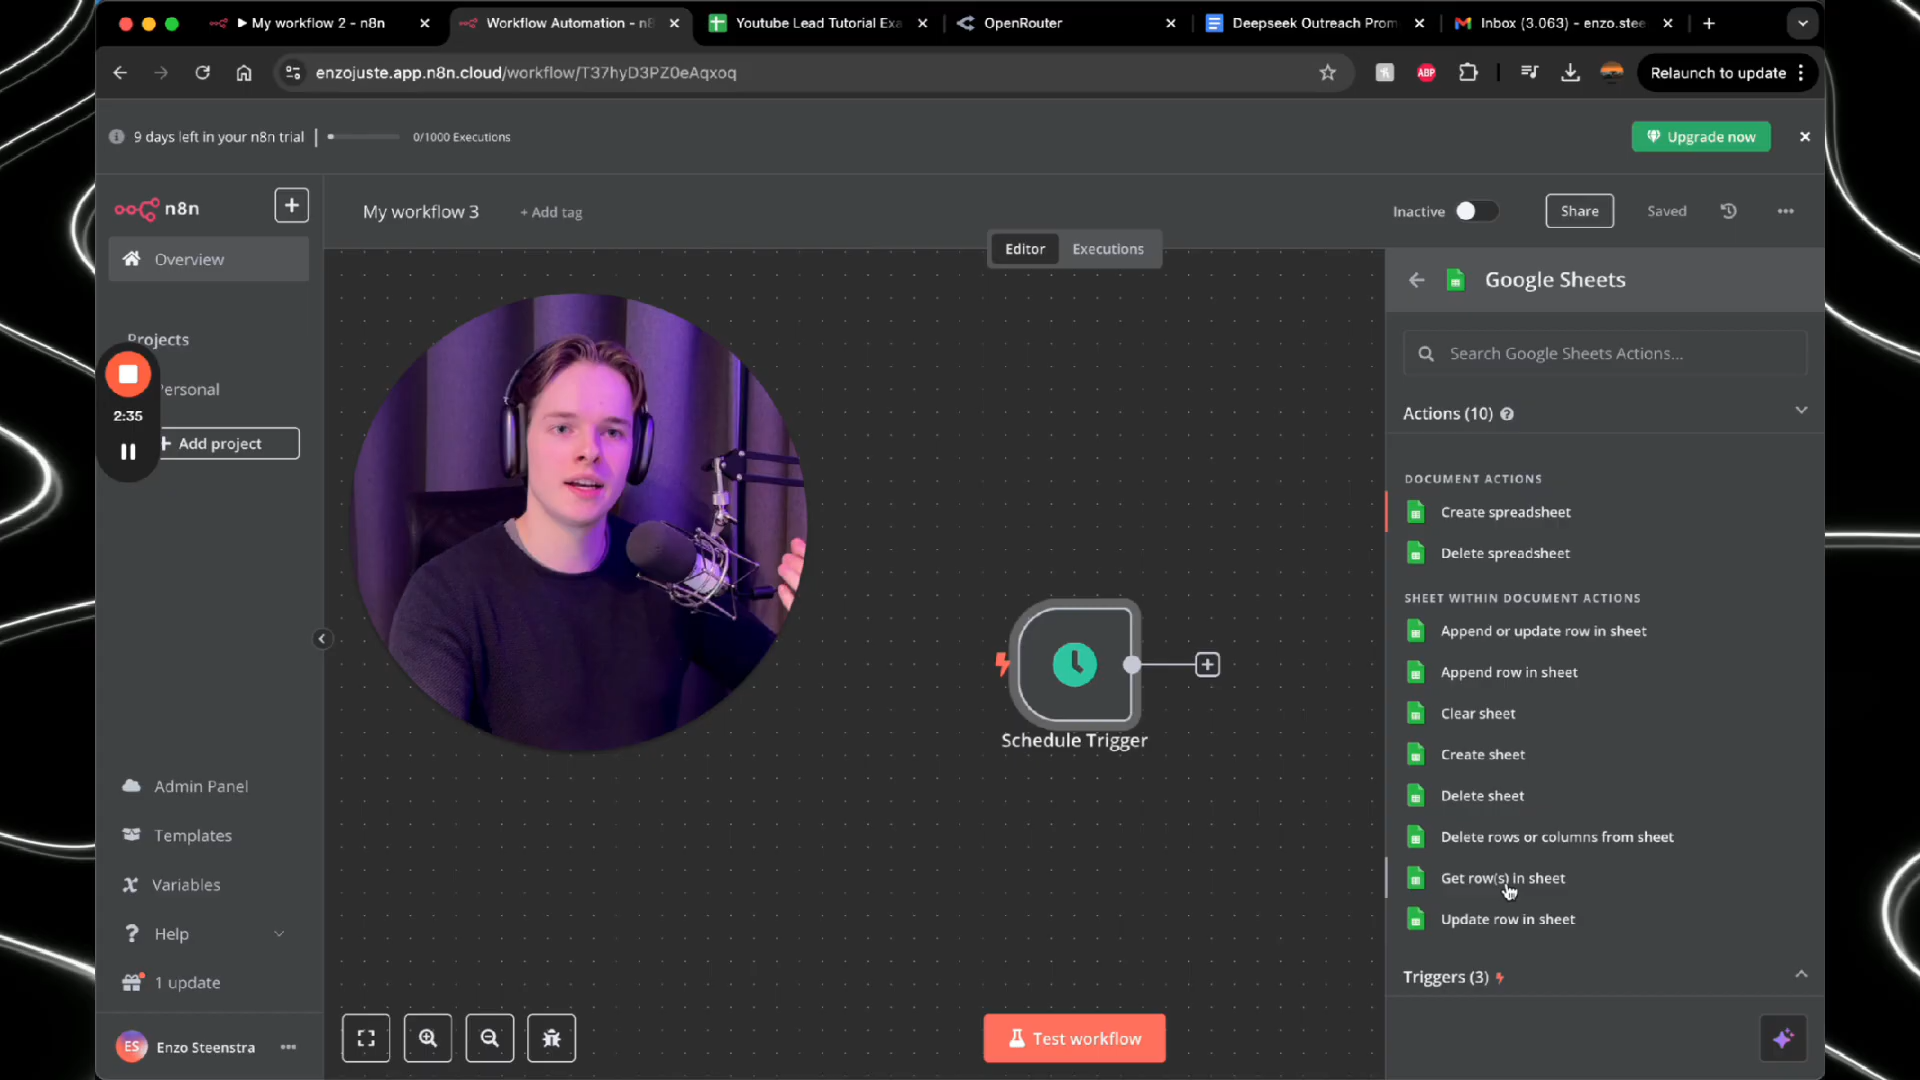 My workflow 2 - n8n
Workflow Automation - n8
Youtube Lead Tutorial Exa
OpenRouter
Deepseek Outreach Prom
Inbox (3.063) - enzo.stee
enzojuste.app.n8n.cloud/workflow/T37hyD3PZ0eAqxoq
ABP
Relaunch to update
9 days left in your n8n trial
0/1000 Executions
Upgrade now
n8n
My workflow 3
+ Add tag
Inactive
Share
Saved
Overview
Editor
Executions
Google Sheets
Projects
Search Google Sheets Actions...
Personal
2:35
Actions (10)
Add project
DOCUMENT ACTIONS
Create spreadsheet
Delete spreadsheet
SHEET WITHIN DOCUMENT ACTIONS
Append or update row in sheet
Append row in sheet
Clear sheet
Schedule Trigger
Create sheet
Admin Panel
Delete sheet
Templates
Delete rows or columns from sheet
Variables
Get row(s) in sheet
Help
Update row in sheet
1 update
Triggers (3)
Test workflow
ES
Enzo Steenstra